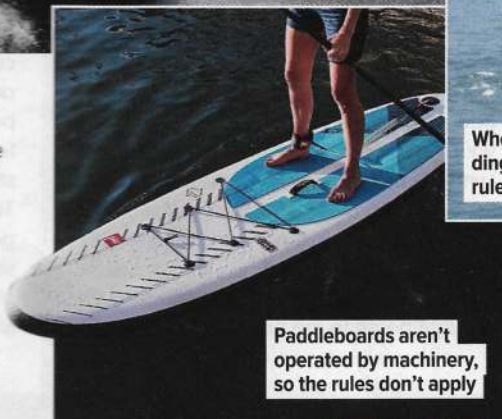 Whe
ding
rule
Paddleboards aren't
operated by machinery,
so the rules don't apply